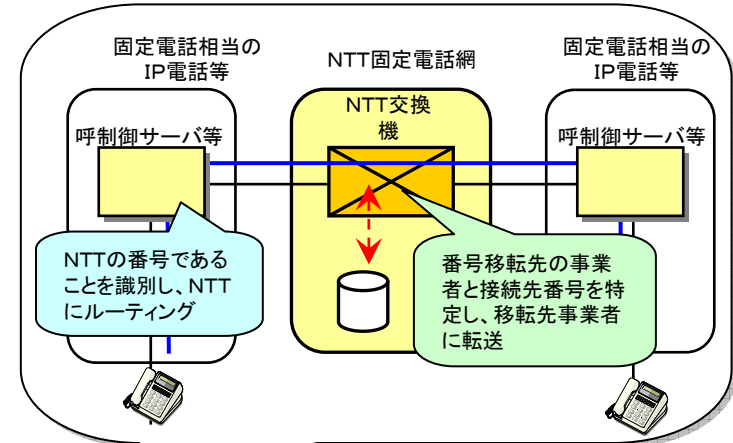 固定電話相当の
IP電話等
NTT固定電話網
固定電話相当の
IP電話等
呼制御サーバ等
NTT交換
機
呼制御サーバ等
NTTの番号である
ことを識別し、NTT
にルーティング
番号移転先の事業
者と接続先番号を特
定し、移転先事業者
に転送